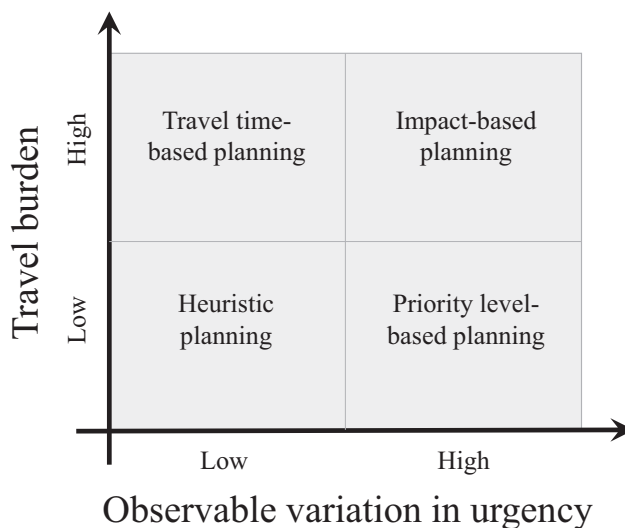 Travel burden
High
Low
Travel time-
based planning
Impact-based
planning
Heuristic
planning
Priority level-
based planning
Low
High
Observable variation in urgency